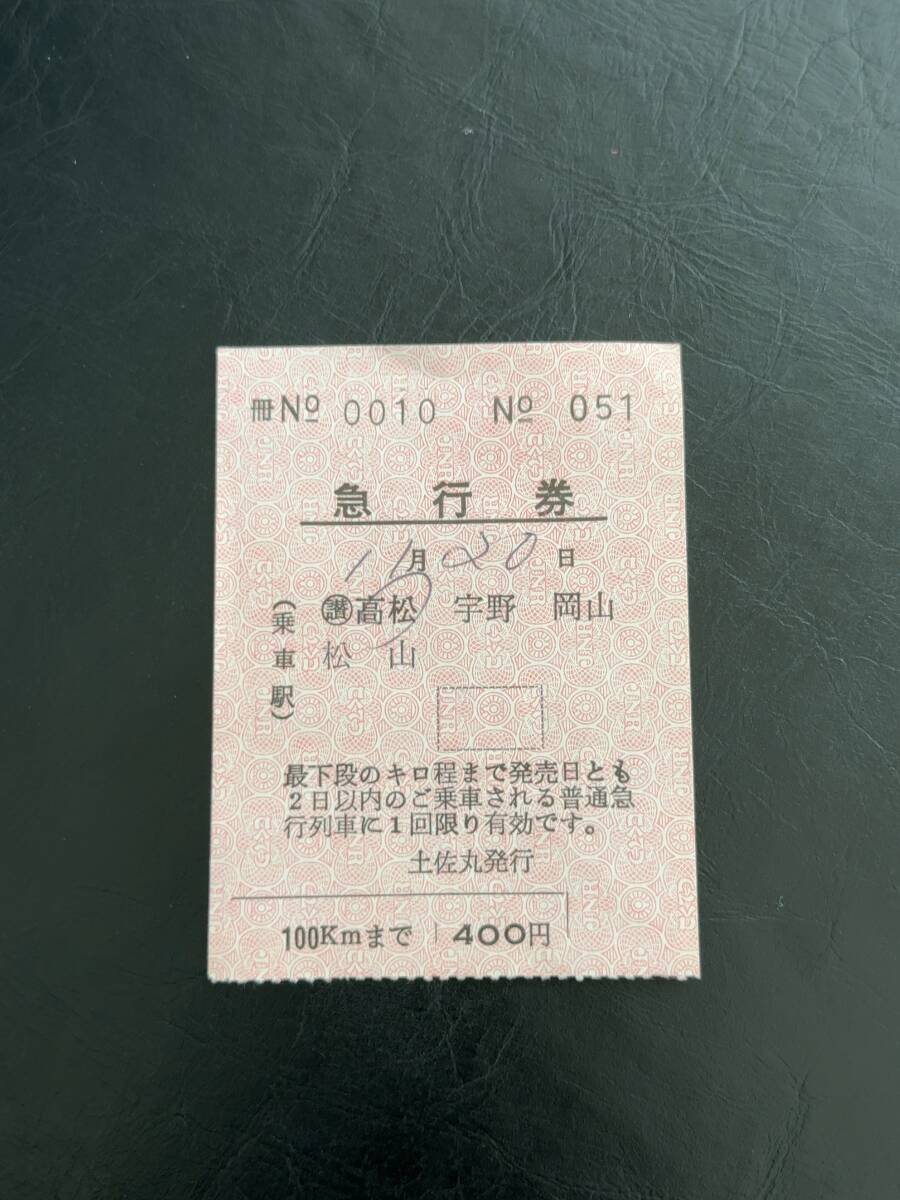 冊No 0010 No 051
急行券
11月30日
(乗車駅)
㊟高松 宇野 岡山
松山
最下段のキロ程まで発売日とも
2日以内のご乗車される普通急
行列車に1回限り有効です。
土佐丸発行
100Kmまで 400円